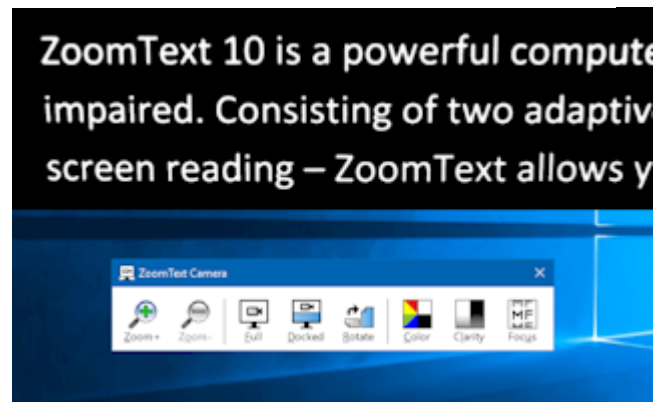 ZoomText 10 is a powerful compute
impaired. Consisting of two adaptive
screen reading – ZoomText allows y
ZoomText Camera
Zoom+ Zoom- Full Docked Rotate Color Clarity Focus